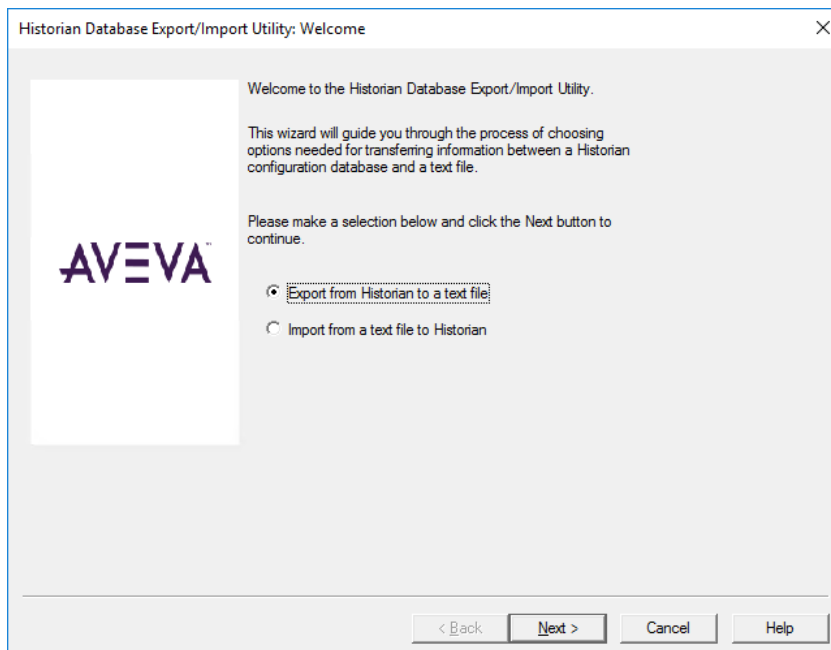 Historian Database Export/Import Utility: Welcome
Welcome to the Historian Database Export/Import Utility.
This wizard will guide you through the process of choosing
options needed for transferring information between a Historian
configuration database and a text file.
Please make a selection below and click the Next button to
continue.
AVEVA™
Export from Historian to a text file
Import from a text file to Historian
< Back
Next >
Cancel
Help